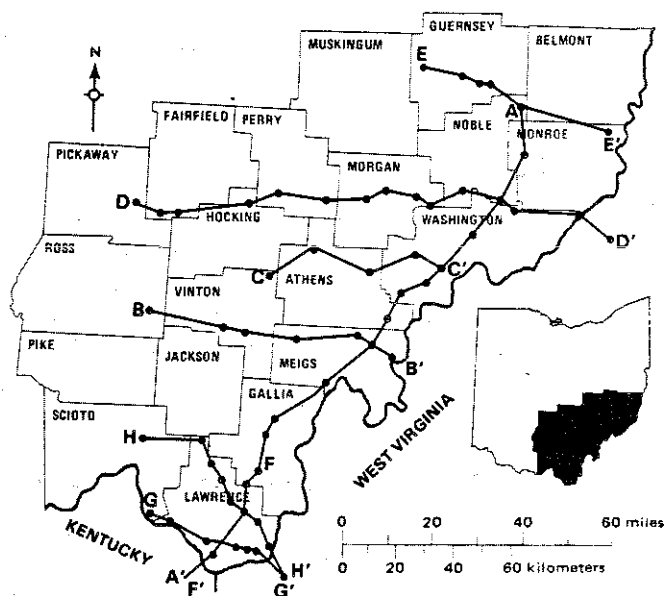 GUERNSEY
MUSKINGUM
BELMONT
E
N
A
FAIRFIELD
PERRY
NOBLE
MONROE
E'
PICKAWAY
MORGAN
D
HOCKING
WASHINGTON
D'
ROSS
C
ATHENS
C'
VINTON
B
PIKE
JACKSON
MEIGS
B'
GALLIA
SCIOTO
WEST VIRGINIA
H
F
G
LAWRENCE
KENTUCKY
0 20 40 60 miles
0 20 40 60 kilometers
A'
H'
F'
G'